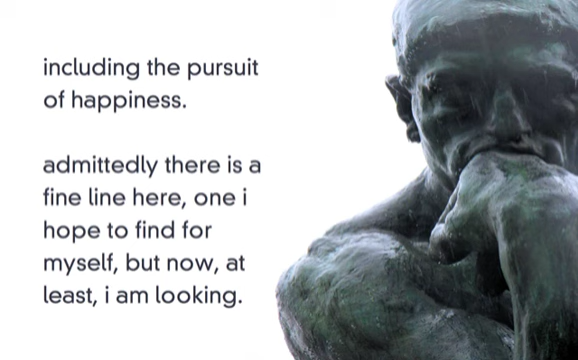 including the pursuit
of happiness.
admittedly there is a
fine line here, one i
hope to find for
myself, but now, at
least, i am looking.